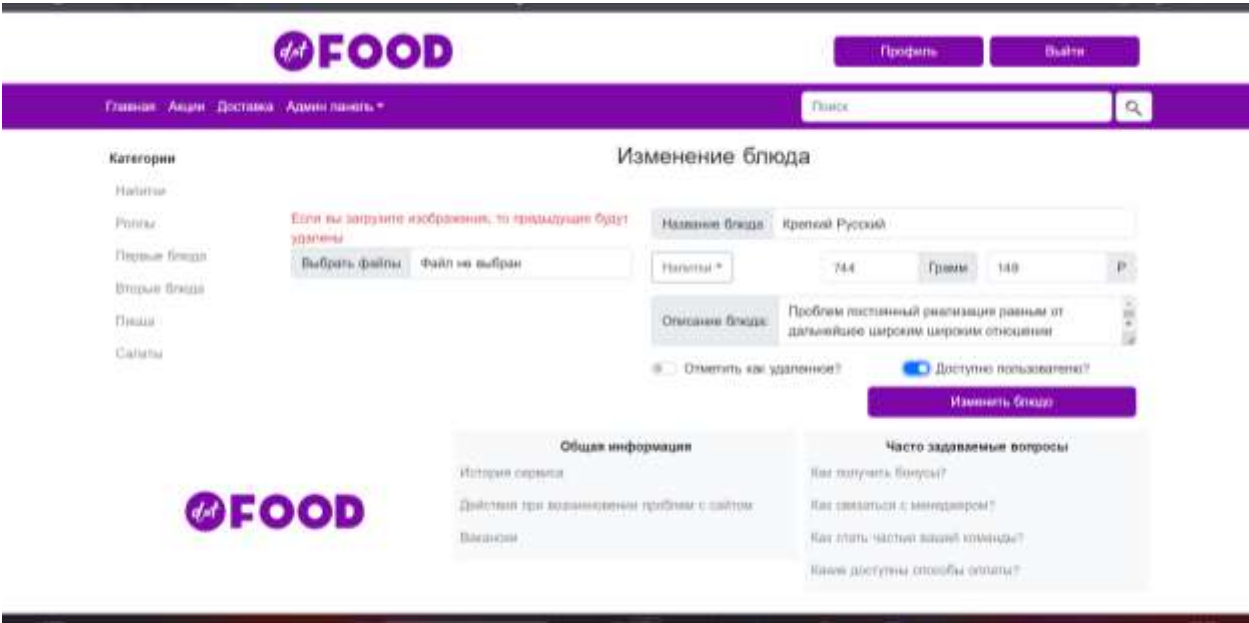 dot FOOD
Профиль
Выйти
Главная Акции Доставка Админ панель
Поиск
Категории
Напитки
Роллы
Первые блюда
Вторые блюда
Пицца
Салаты
Изменение блюда
Если вы загрузите изображения, то предыдущие будут
удалены
Выбрать файлы Файл не выбран
Название блюда Крепкий Русский
Напитки 744 Грамм 149 Р
Описание блюда: Проблем постоянный реализация равным от
дальнейшее широким широким отношении
Отметить как удаленное? Доступно пользователю?
Изменить блюдо
dot FOOD
Общая информация
История сервиса
Действия при возникновении проблем с сайтом
Вакансии
Часто задаваемые вопросы
Как получить бонусы?
Как связаться с менеджером?
Как стать частью вашей команды?
Какие доступны способы оплаты?